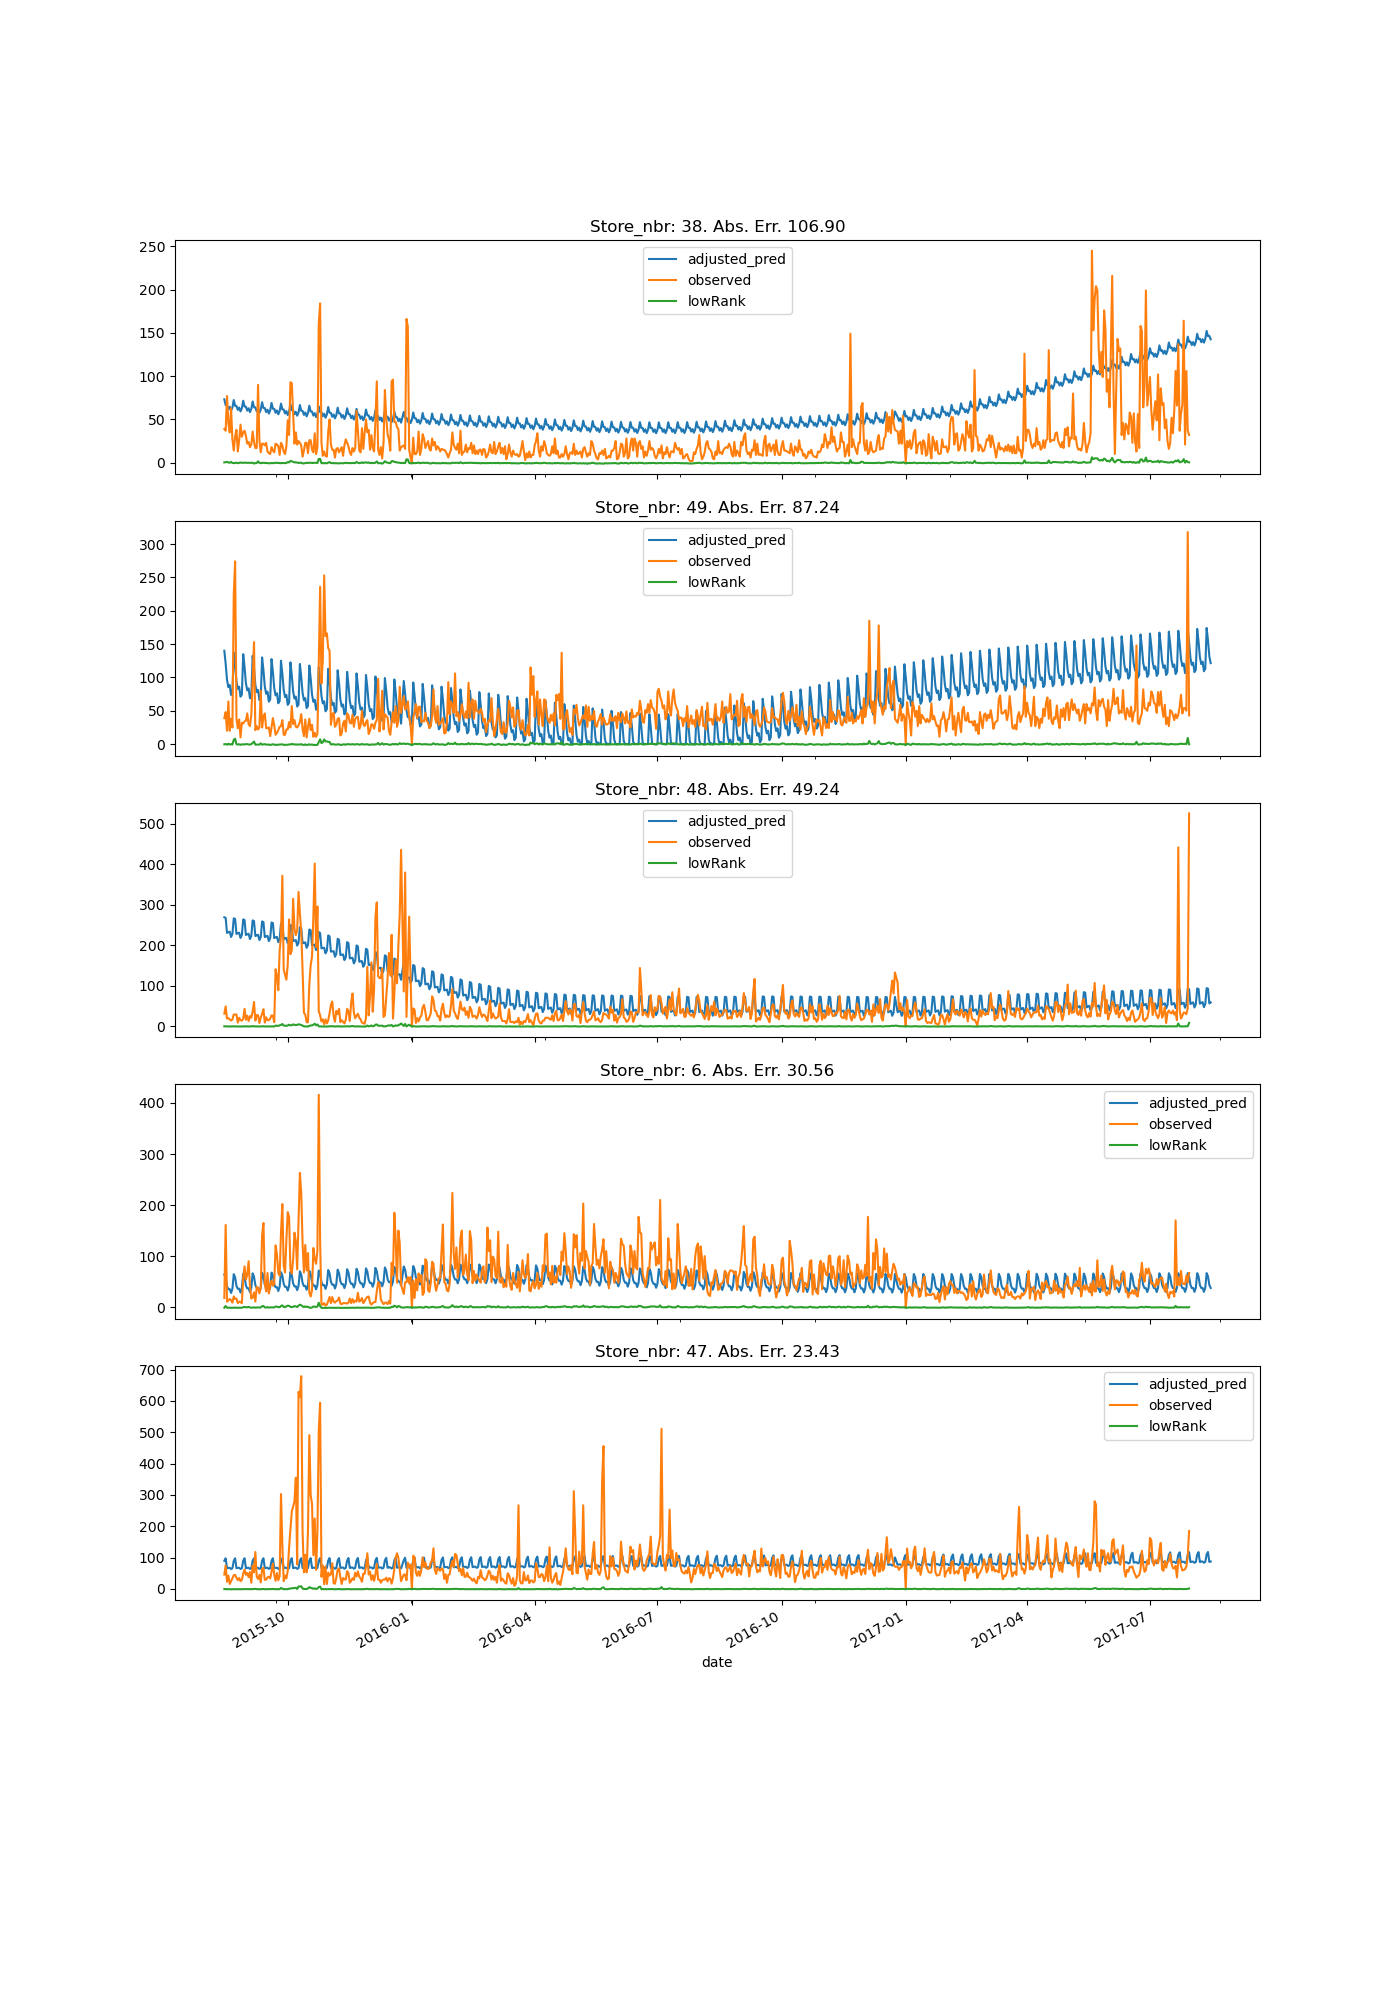 Store_nbr: 38. Abs. Err. 106.90
250
200
150
100
50
0
adjusted_pred
observed
lowRank
Store_nbr: 49. Abs. Err. 87.24
300
250
200
150
100
50
0
adjusted_pred
observed
lowRank
Store_nbr: 48. Abs. Err. 49.24
500
400
300
200
100
0
adjusted_pred
observed
lowRank
Store_nbr: 6. Abs. Err. 30.56
400
300
200
100
0
adjusted_pred
observed
lowRank
Store_nbr: 47. Abs. Err. 23.43
700
600
500
400
300
200
100
0
adjusted_pred
observed
lowRank
2015-10 2016-01 2016-04 2016-07 2016-10 2017-01 2017-04 2017-07
date